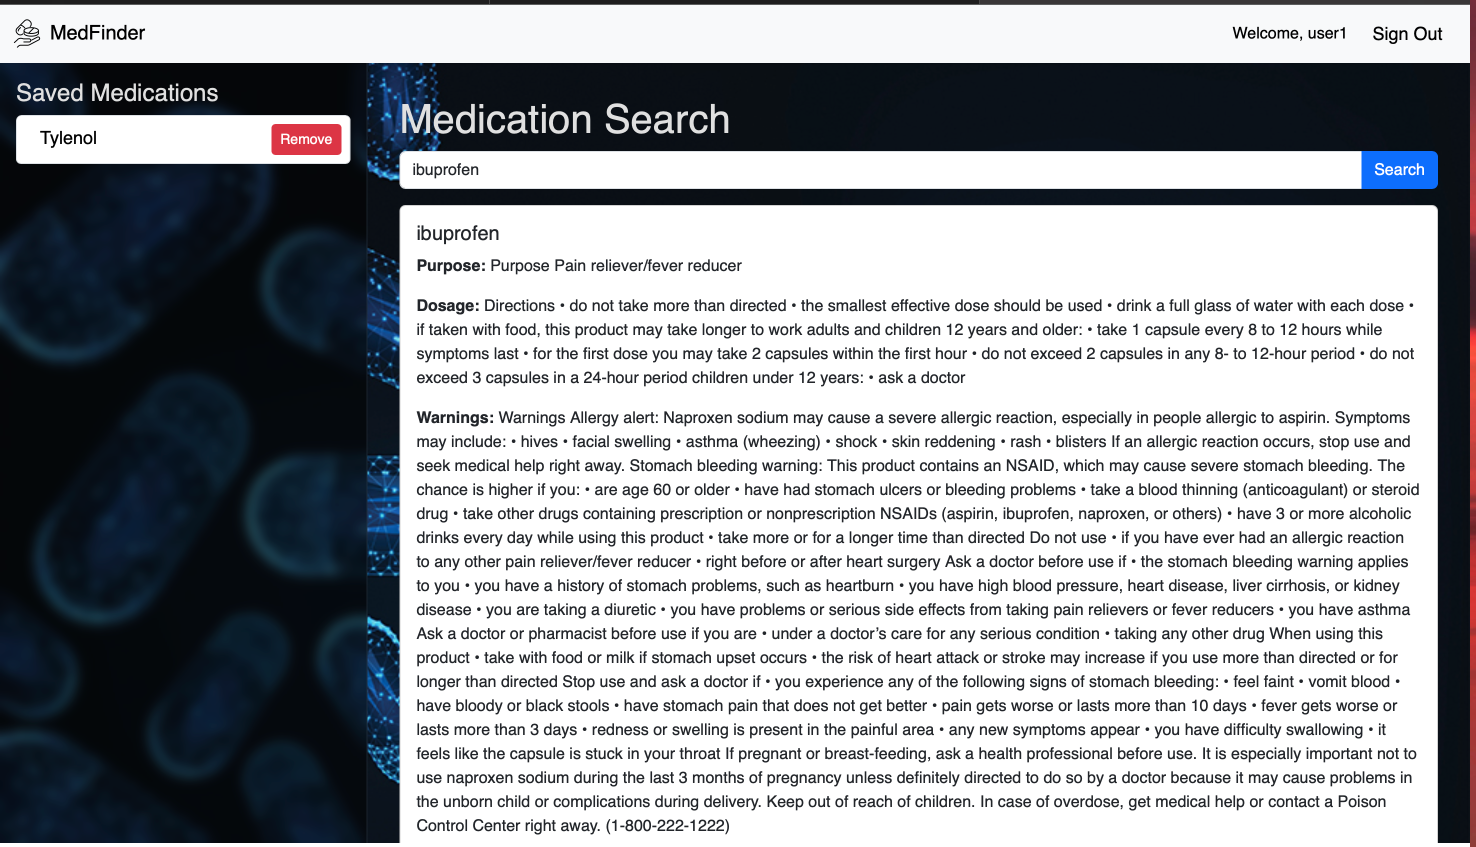 MedFinder
Welcome, user1
Sign Out
Saved Medications
Tylenol
Remove
Medication Search
ibuprofen
Search
ibuprofen
Purpose: Purpose Pain reliever/fever reducer
Dosage: Directions • do not take more than directed • the smallest effective dose should be used • drink a full glass of water with each dose •
if taken with food, this product may take longer to work adults and children 12 years and older: • take 1 capsule every 8 to 12 hours while
symptoms last • for the first dose you may take 2 capsules within the first hour • do not exceed 2 capsules in any 8- to 12-hour period • do not
exceed 3 capsules in a 24-hour period children under 12 years: • ask a doctor
Warnings: Warnings Allergy alert: Naproxen sodium may cause a severe allergic reaction, especially in people allergic to aspirin. Symptoms
may include: • hives • facial swelling • asthma (wheezing) • shock • skin reddening • rash • blisters If an allergic reaction occurs, stop use and
seek medical help right away. Stomach bleeding warning: This product contains an NSAID, which may cause severe stomach bleeding. The
chance is higher if you: • are age 60 or older • have had stomach ulcers or bleeding problems • take a blood thinning (anticoagulant) or steroid
drug • take other drugs containing prescription or nonprescription NSAIDs (aspirin, ibuprofen, naproxen, or others) • have 3 or more alcoholic
drinks every day while using this product • take more or for a longer time than directed Do not use • if you have ever had an allergic reaction
to any other pain reliever/fever reducer • right before or after heart surgery Ask a doctor before use if • the stomach bleeding warning applies
to you • you have a history of stomach problems, such as heartburn • you have high blood pressure, heart disease, liver cirrhosis, or kidney
disease • you are taking a diuretic • you have problems or serious side effects from taking pain relievers or fever reducers • you have asthma
Ask a doctor or pharmacist before use if you are • under a doctor’s care for any serious condition • taking any other drug When using this
product • take with food or milk if stomach upset occurs • the risk of heart attack or stroke may increase if you use more than directed or for
longer than directed Stop use and ask a doctor if • you experience any of the following signs of stomach bleeding: • feel faint • vomit blood •
have bloody or black stools • have stomach pain that does not get better • pain gets worse or lasts more than 10 days • fever gets worse or
lasts more than 3 days • redness or swelling is present in the painful area • any new symptoms appear • you have difficulty swallowing • it
feels like the capsule is stuck in your throat If pregnant or breast-feeding, ask a health professional before use. It is especially important not to
use naproxen sodium during the last 3 months of pregnancy unless definitely directed to do so by a doctor because it may cause problems in
the unborn child or complications during delivery. Keep out of reach of children. In case of overdose, get medical help or contact a Poison
Control Center right away. (1-800-222-1222)